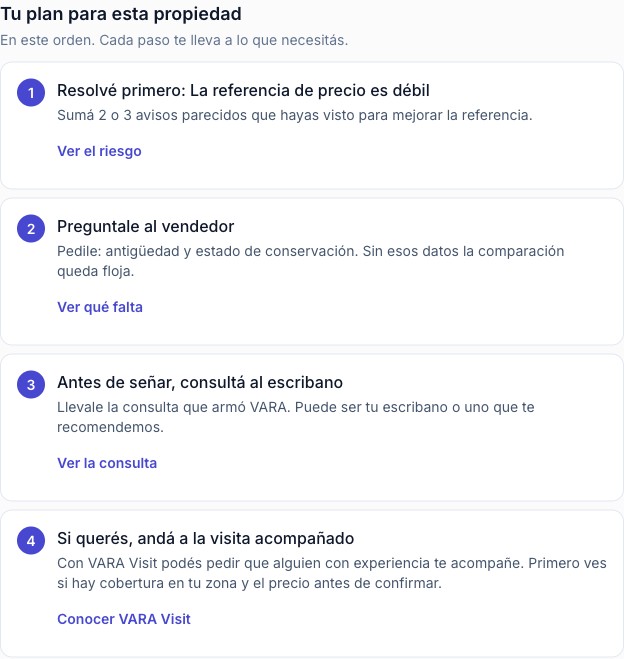 Tu plan para esta propiedad
En este orden. Cada paso te lleva a lo que necesitás.
1
Resolvé primero: La referencia de precio es débil
Sumá 2 o 3 avisos parecidos que hayas visto para mejorar la referencia.
Ver el riesgo
2
Preguntale al vendedor
Pedile: antigüedad y estado de conservación. Sin esos datos la comparación
queda floja.
Ver qué falta
3
Antes de señar, consultá al escribano
Llevale la consulta que armó VARA. Puede ser tu escribano o uno que te
recomendemos.
Ver la consulta
4
Si querés, andá a la visita acompañado
Con VARA Visit podés pedir que alguien con experiencia te acompañe. Primero ves
si hay cobertura en tu zona y el precio antes de confirmar.
Conocer VARA Visit